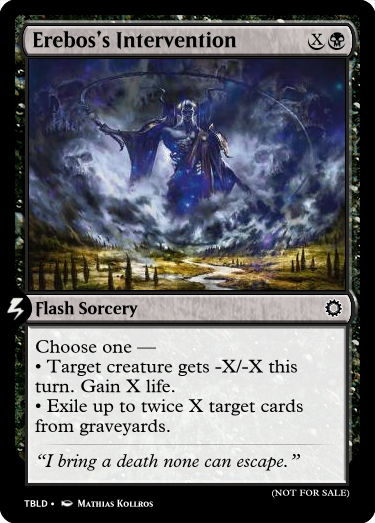 Erebos's Intervention X
Flash Sorcery
Choose one —
• Target creature gets -X/-X this
turn. Gain X life.
• Exile up to twice X target cards
from graveyards.
“I bring a death none can escape.”
(NOT FOR SALE)
TBLD • Mathias Kollros